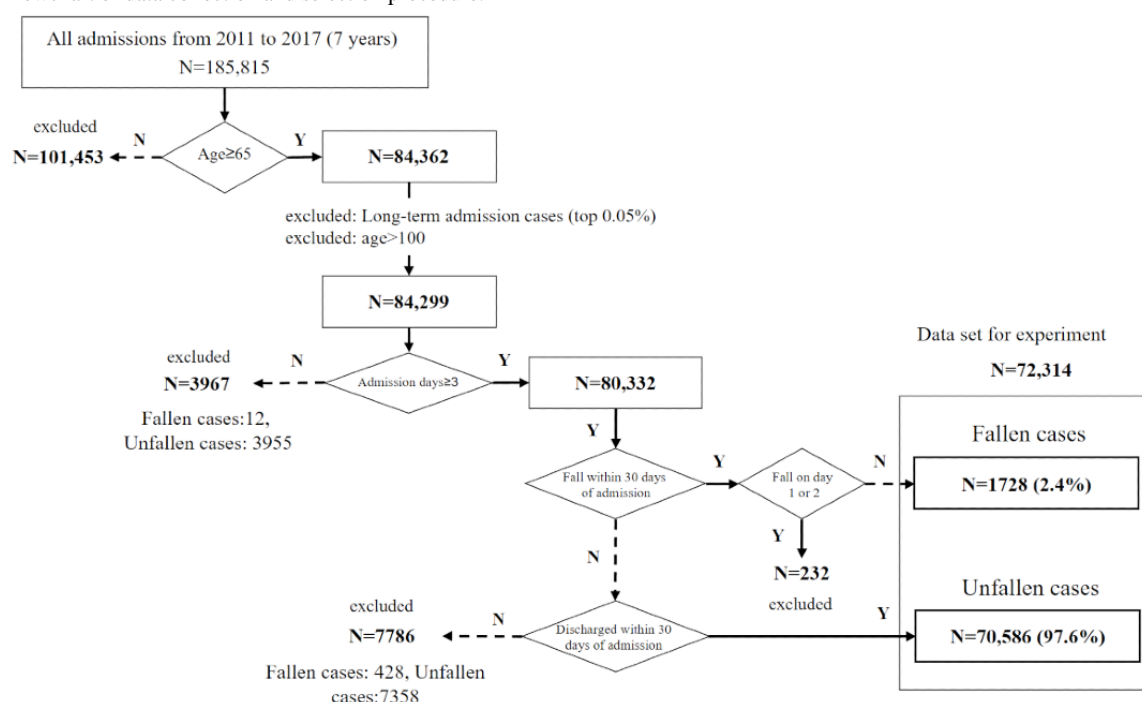 All admissions from 2011 to 2017 (7 years)
N=185,815
excluded
N=101,453
N
Age≥65
Y
N=84,362
excluded: Long-term admission cases (top 0.05%)
excluded: age>100
N=84,299
excluded
N=3967
N
Admission days≥3
Y
N=80,332
Fallen cases:12,
Unfallen cases: 3955
Data set for experiment
N=72,314
Y
Fall within 30 days
of admission
Y
Fall on day
1 or 2
N
Fallen cases
N=1728 (2.4%)
Y
N=232
excluded
N
excluded
N=7786
N
Discharged within 30
days of admission
Y
Unfallen cases
N=70,586 (97.6%)
Fallen cases: 428, Unfallen
cases:7358